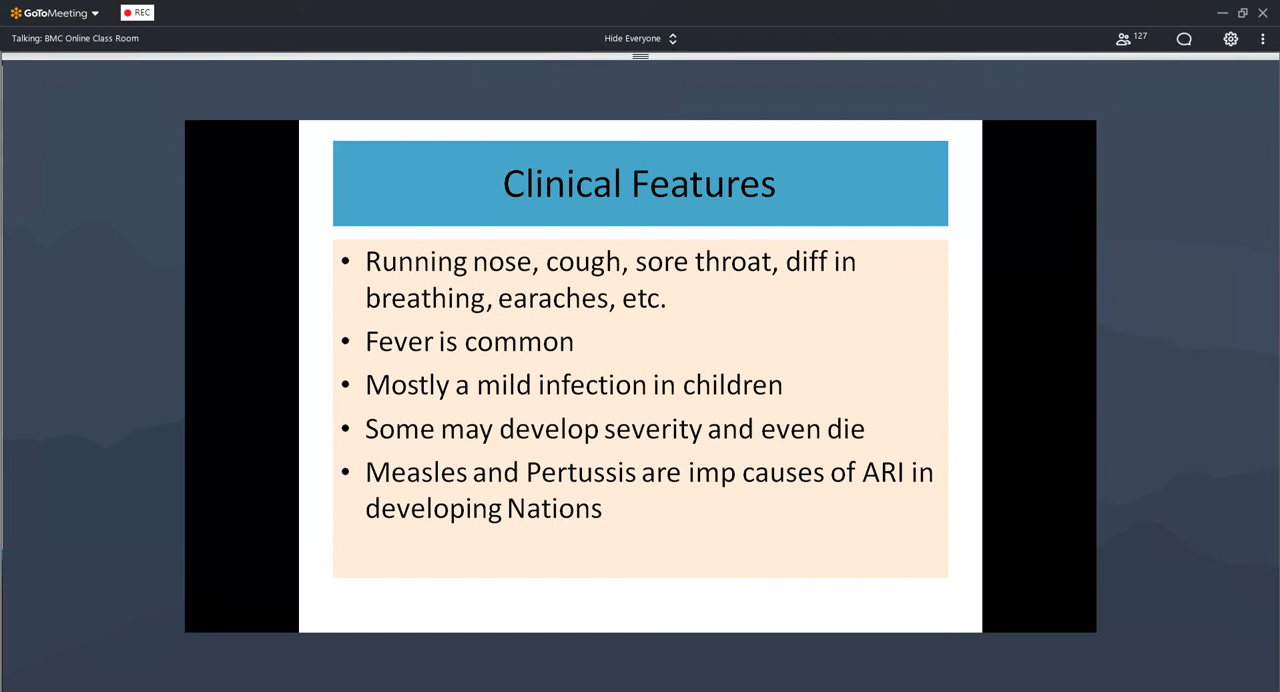 GoToMeeting
REC
Talking: BMC Online Class Room
Hide Everyone
127
Clinical Features
• Running nose, cough, sore throat, diff in
breathing, earaches, etc.
• Fever is common
• Mostly a mild infection in children
• Some may develop severity and even die
• Measles and Pertussis are imp causes of ARI in
developing Nations